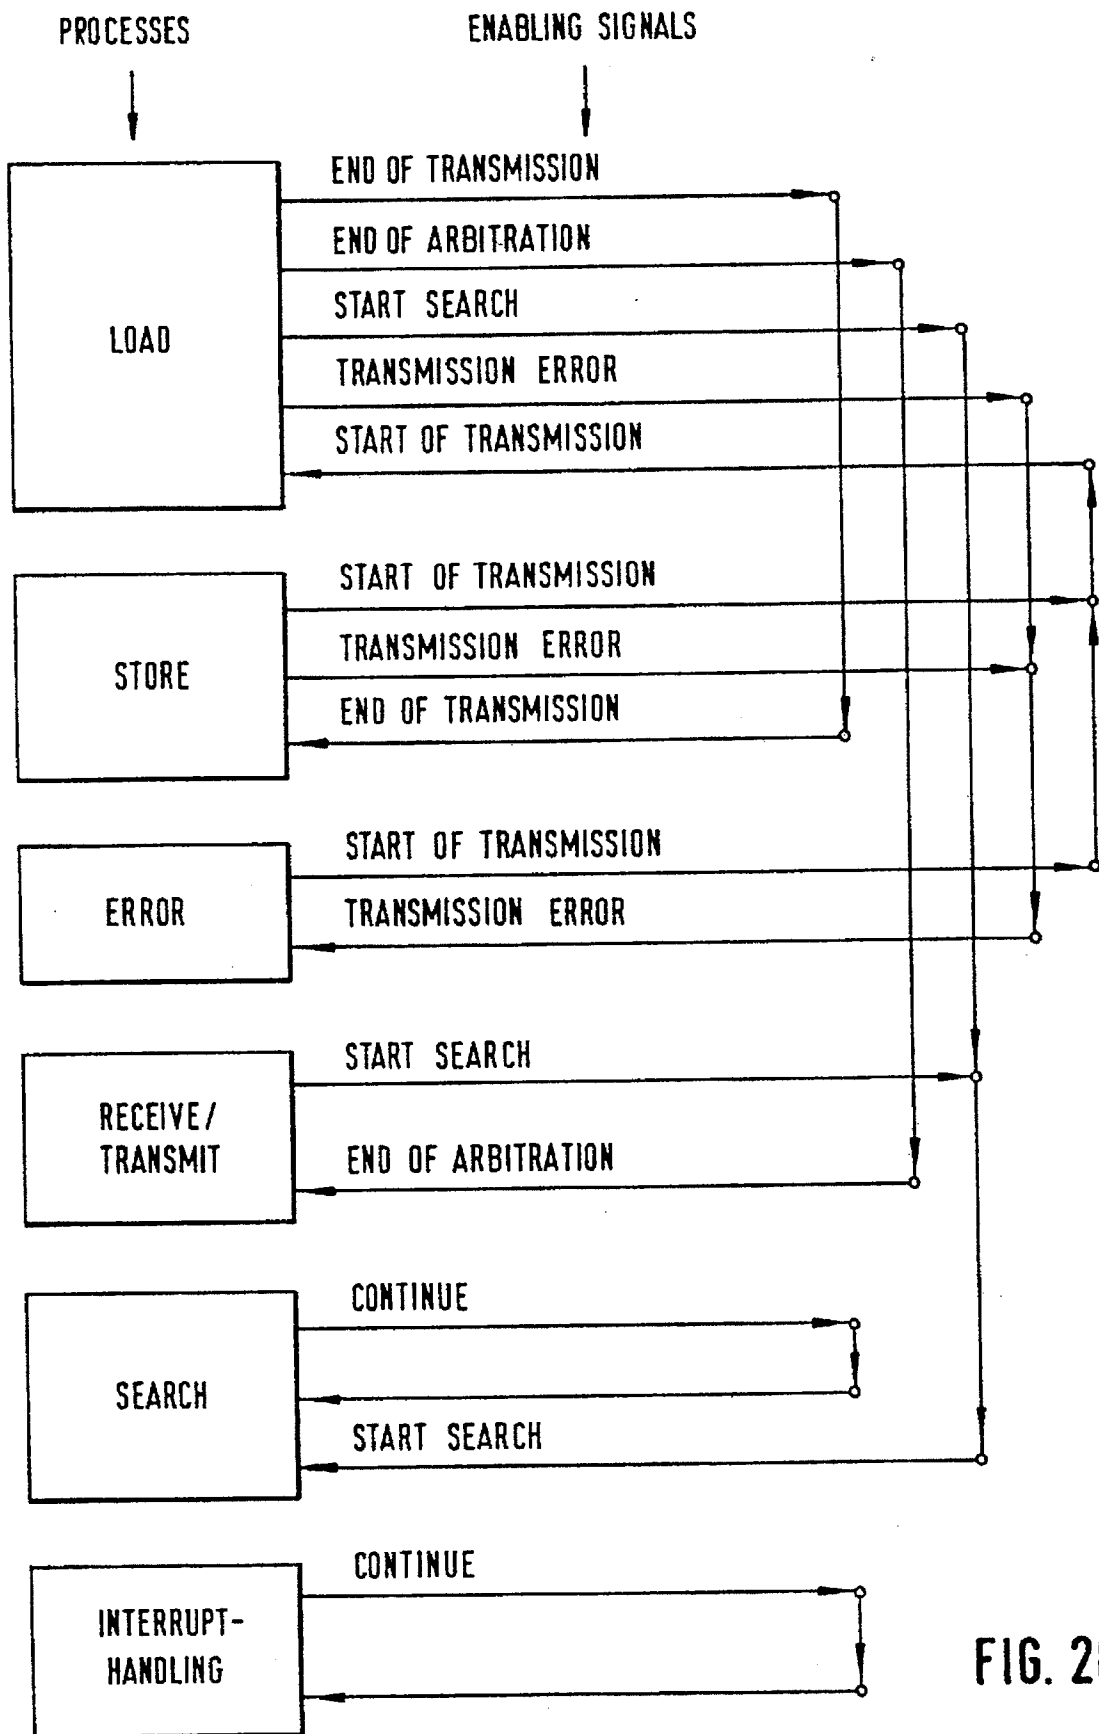 PROCESSES
ENABLING SIGNALS
LOAD
END OF TRANSMISSION
END OF ARBITRATION
START SEARCH
TRANSMISSION ERROR
START OF TRANSMISSION
STORE
START OF TRANSMISSION
TRANSMISSION ERROR
END OF TRANSMISSION
ERROR
START OF TRANSMISSION
TRANSMISSION ERROR
RECEIVE/
TRANSMIT
START SEARCH
END OF ARBITRATION
SEARCH
CONTINUE
START SEARCH
INTERRUPT-
HANDLING
CONTINUE
FIG. 2